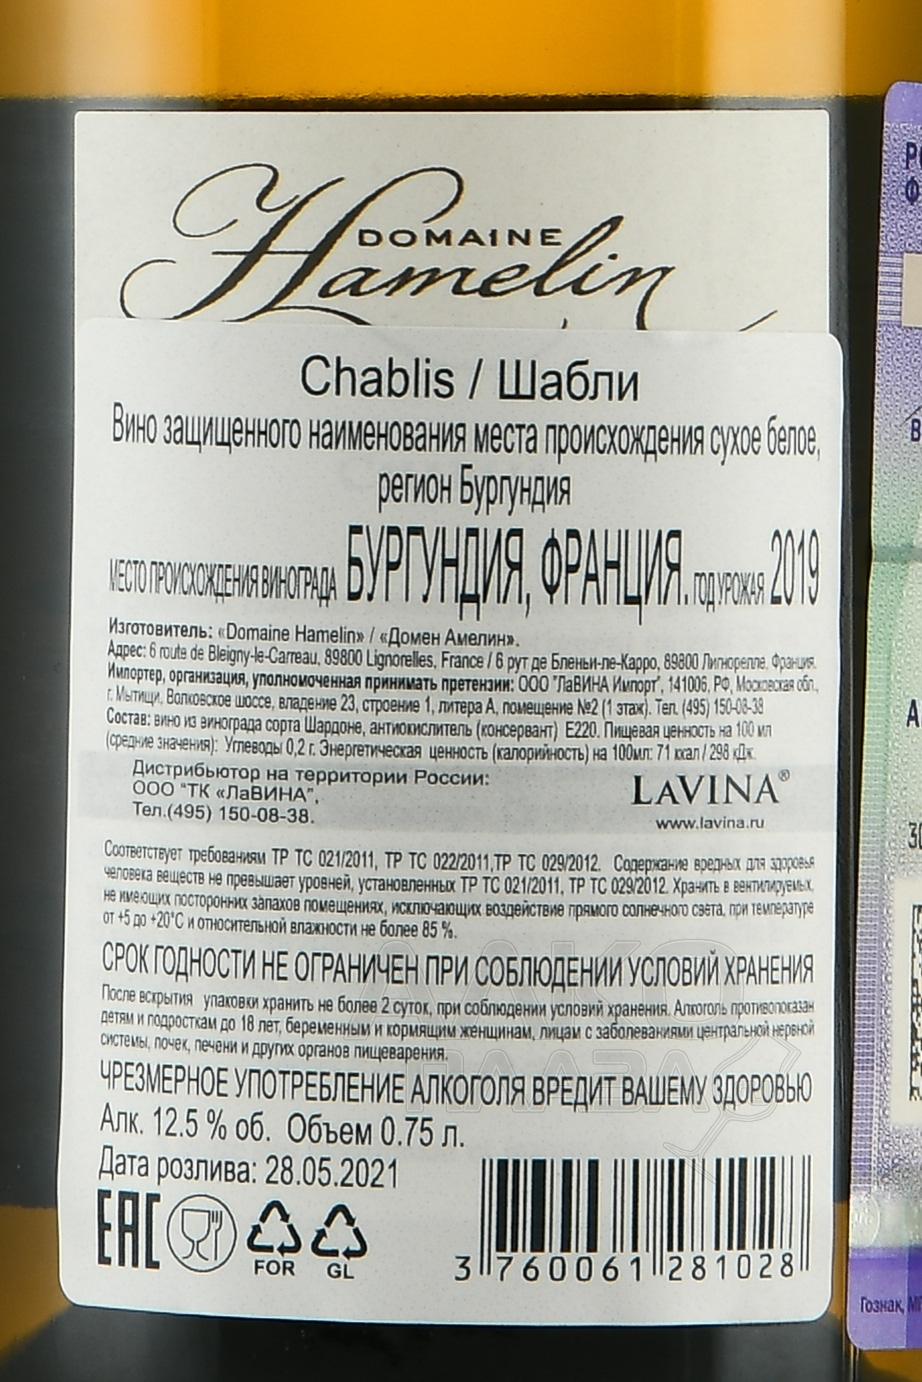 DOMAINE
Hamelin
Chablis / Шабли
Вино защищенного наименования места происхождения сухое белое,
регион Бургундия
МЕСТО ПРОИСХОЖДЕНИЯ ВИНОГРАДА БУРГУНДИЯ, ФРАНЦИЯ. ГОД УРОЖАЯ 2019
Изготовитель: «Domaine Hamelin» / «Домен Амелин».
Адрес: 6 route de Bleigny-le-Carreau, 89800 Lignorelles, France / 6 рут де Бленьи-ле-Карро, 89800 Лигнорелле, Франция.
Импортер, организация, уполномоченная принимать претензии: ООО "ЛаВИНА Импорт", 141006, РФ, Московская обл.,
г. Мытищи, Волковское шоссе, владение 23, строение 1, литера А, помещение №2 (1 этаж). Тел. (495) 150-08-38
Состав: вино из винограда сорта Шардоне, антиокислитель (консервант) Е220. Пищевая ценность на 100 мл
(средние значения): Углеводы 0,2 г. Энергетическая ценность (калорийность) на 100мл: 71 ккал / 298 кДж.
Дистрибьютор на территории России:
ООО "ТК «ЛаВИНА",
Тел.(495) 150-08-38.
LAVINA®
www.lavina.ru
Соответствует требованиям ТР ТС 021/2011, ТР ТС 022/2011,ТР ТС 029/2012. Содержание вредных для здоровья
человека веществ не превышает уровней, установленных ТР ТС 021/2011, ТР ТС 029/2012. Хранить в вентилируемых,
не имеющих посторонних запахов помещениях, исключающих воздействие прямого солнечного света, при температуре
от +5 до +20°С и относительной влажности не более 85 %.
СРОК ГОДНОСТИ НЕ ОГРАНИЧЕН ПРИ СОБЛЮДЕНИИ УСЛОВИЙ ХРАНЕНИЯ
После вскрытия упаковки хранить не более 2 суток, при соблюдении условий хранения. Алкоголь противопоказан
детям и подросткам до 18 лет, беременным и кормящим женщинам, лицам с заболеваниями центральной нервной
системы, почек, печени и других органов пищеварения.
ЧРЕЗМЕРНОЕ УПОТРЕБЛЕНИЕ АЛКОГОЛЯ ВРЕДИТ ВАШЕМУ ЗДОРОВЬЮ
Алк. 12.5 % об. Объем 0.75 л.
Дата розлива: 28.05.2021
EAC
FOR
GL
3 760061 281028
АЛКО
ПЛАЗА
Гознак,